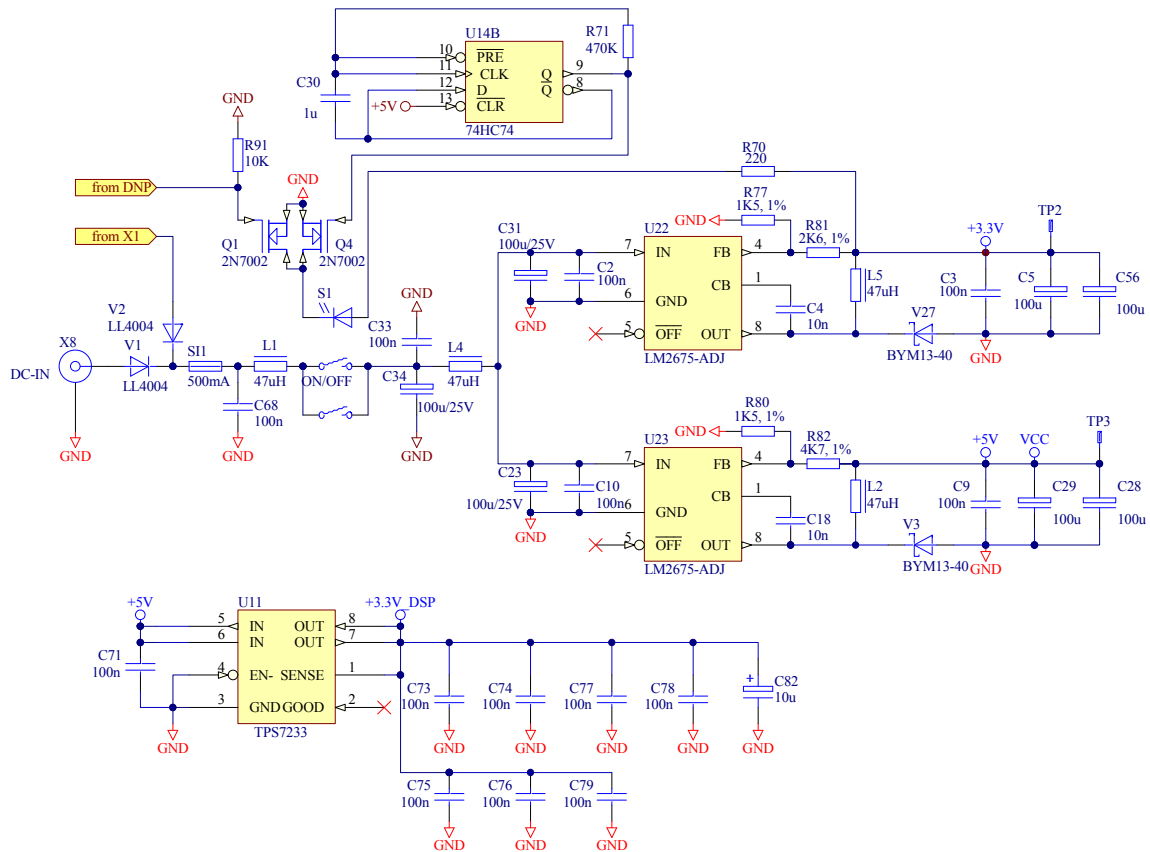 U14B
R71
470K
10
PRE
11
CLK
Q
9
12
D
Q
8
13
CLR
+5V
74HC74
C30
1u
GND
R91
10K
from DNP
GND
from X1
Q1
2N7002
Q4
2N7002
R70
220
S1
V2
LL4004
X8
DC-IN
V1
LL4004
GND
SI1
500mA
C68
100n
GND
L1
47uH
ON/OFF
GND
C33
100n
C34
100u/25V
GND
L4
47uH
C31
100u/25V
C2
100n
GND
U22
7
IN
FB
4
CB
1
6
GND
5
OFF
OUT
8
LM2675-ADJ
GND
R77
1K5, 1%
R81
2K6, 1%
C4
10n
L5
47uH
V27
BYM13-40
+3.3V
TP2
C3
100n
C5
100u
C56
100u
GND
C23
100u/25V
C10
100n
GND
U23
7
IN
FB
4
CB
1
6
GND
5
OFF
OUT
8
LM2675-ADJ
GND
R80
1K5, 1%
R82
4K7, 1%
C18
10n
L2
47uH
V3
BYM13-40
+5V
VCC
TP3
C9
100n
C29
100u
C28
100u
GND
+5V
C71
100n
GND
U11
5
IN
OUT
8
6
IN
OUT
7
4
EN-
SENSE
1
3
GND
GOOD
2
TPS7233
+3.3V_DSP
C73
100n
GND
C74
100n
GND
C77
100n
GND
C78
100n
GND
+
C82
10u
GND
C75
100n
GND
C76
100n
GND
C79
100n
GND